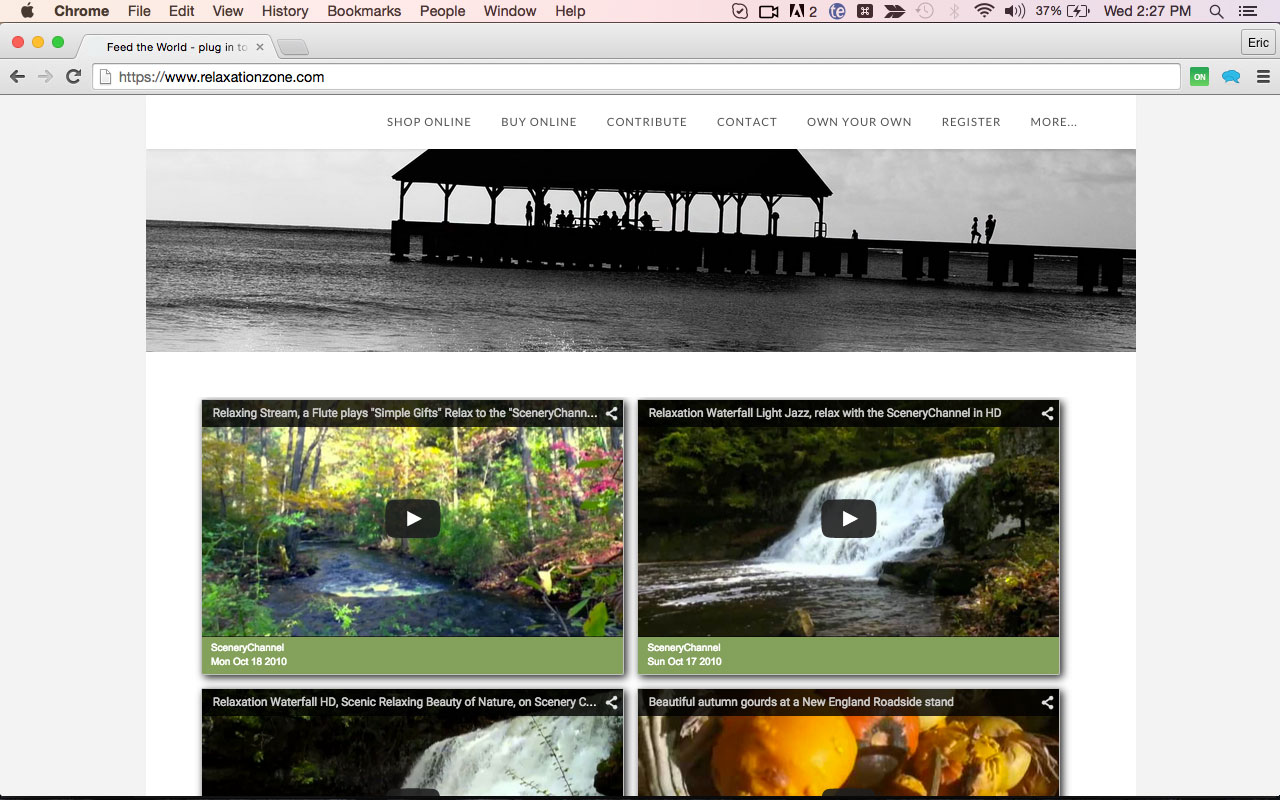 Chrome File Edit View History Bookmarks People Window Help 2 37% Wed 2:27 PM
Feed the World - plug in to
Eric
https://www.relaxationzone.com
ON
SHOP ONLINE BUY ONLINE CONTRIBUTE CONTACT OWN YOUR OWN REGISTER MORE...
Relaxing Stream, a Flute plays "Simple Gifts" Relax to the "SceneryChann...
Relaxation Waterfall Light Jazz, relax with the SceneryChannel in HD
SceneryChannel
Mon Oct 18 2010
SceneryChannel
Sun Oct 17 2010
Relaxation Waterfall HD, Scenic Relaxing Beauty of Nature, on Scenery C...
Beautiful autumn gourds at a New England Roadside stand